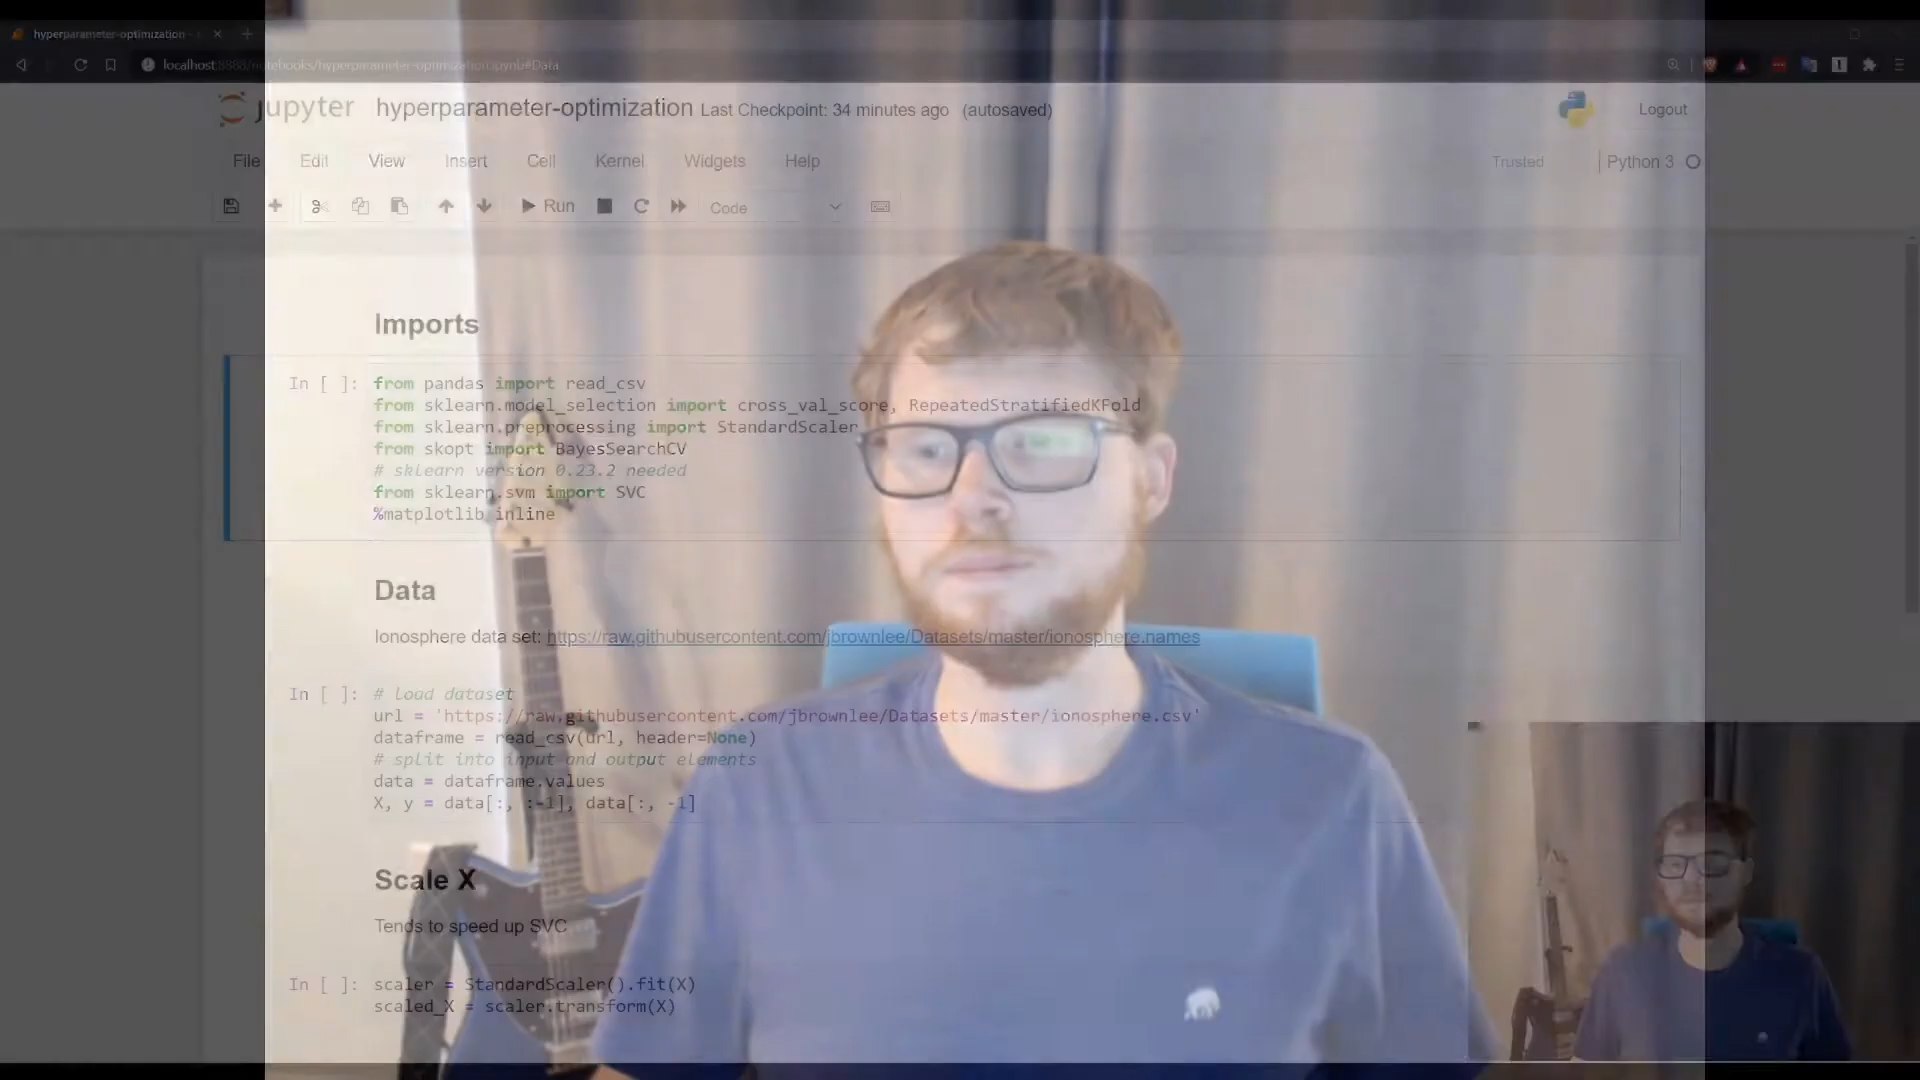 hyperparameter-optimization
localhost:8888/notebooks/hyperparameter-optimization.ipynb#Data
jupyter hyperparameter-optimization Last Checkpoint: 34 minutes ago (autosaved)
Logout
File Edit View Insert Cell Kernel Widgets Help
Trusted Python 3
Run Code
Imports
In [ ]: from pandas import read_csv
from sklearn.model_selection import cross_val_score, RepeatedStratifiedKFold
from sklearn.preprocessing import StandardScaler
from skopt import BayesSearchCV
# sklearn version 0.23.2 needed
from sklearn.svm import SVC
%matplotlib inline
Data
Ionosphere data set: https://raw.githubusercontent.com/jbrownlee/Datasets/master/ionosphere.names
In [ ]: # load dataset
url = 'https://raw.githubusercontent.com/jbrownlee/Datasets/master/ionosphere.csv'
dataframe = read_csv(url, header=None)
# split into input and output elements
data = dataframe.values
X, y = data[:, :-1], data[:, -1]
Scale X
Tends to speed up SVC
In [ ]: scaler = StandardScaler().fit(X)
scaled_X = scaler.transform(X)